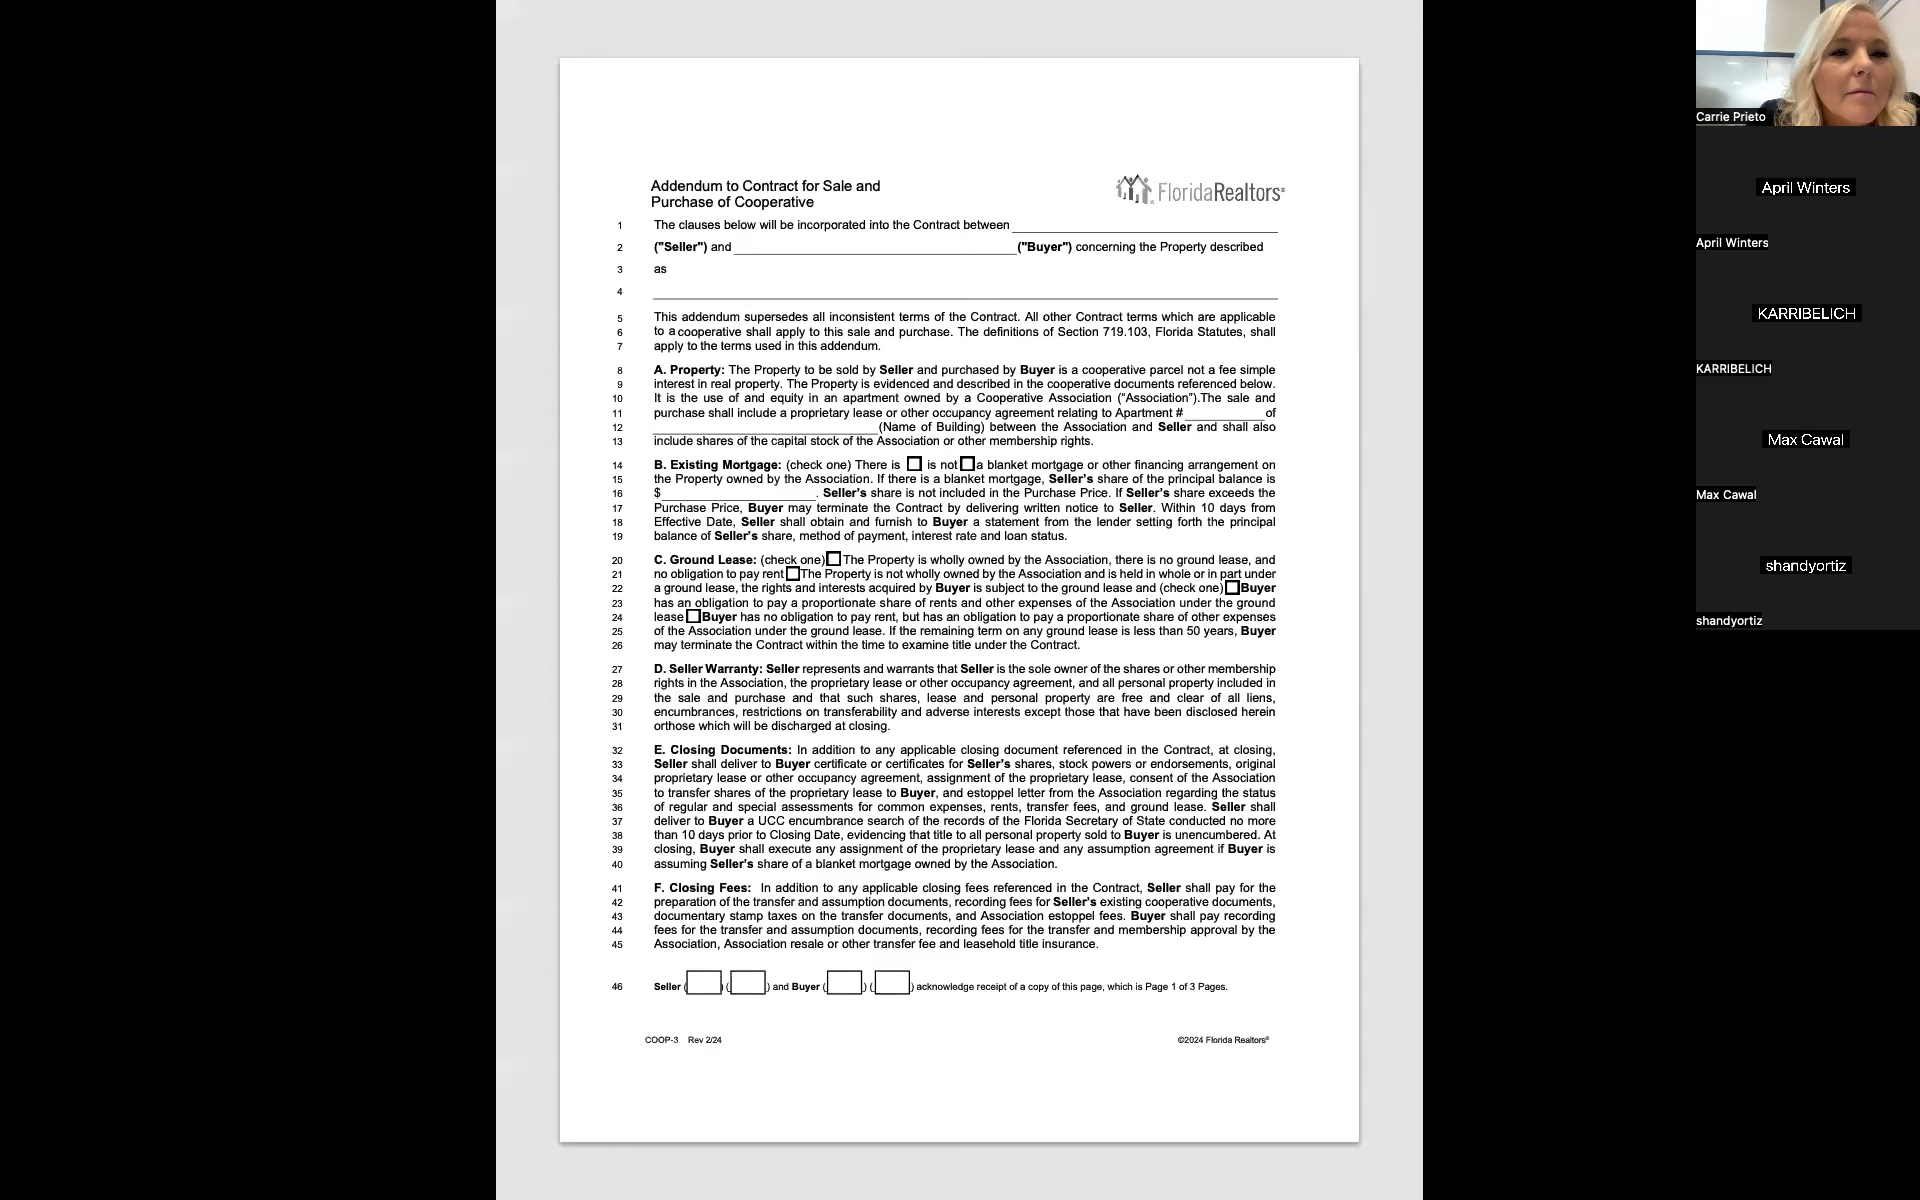 Addendum to Contract for Sale and
Purchase of Cooperative
FloridaRealtors®
1 The clauses below will be incorporated into the Contract between
2 ("Seller") and ("Buyer") concerning the Property described
3 as
4
5 This addendum supersedes all inconsistent terms of the Contract. All other Contract terms which are applicable
6 to a cooperative shall apply to this sale and purchase. The definitions of Section 719.103, Florida Statutes, shall
7 apply to the terms used in this addendum.
8 A. Property: The Property to be sold by Seller and purchased by Buyer is a cooperative parcel not a fee simple
9 interest in real property. The Property is evidenced and described in the cooperative documents referenced below.
10 It is the use of and equity in an apartment owned by a Cooperative Association (“Association”).The sale and
11 purchase shall include a proprietary lease or other occupancy agreement relating to Apartment # of
12 (Name of Building) between the Association and Seller and shall also
13 include shares of the capital stock of the Association or other membership rights.
14 B. Existing Mortgage: (check one) There is is not a blanket mortgage or other financing arrangement on
15 the Property owned by the Association. If there is a blanket mortgage, Seller’s share of the principal balance is
16 $ . Seller’s share is not included in the Purchase Price. If Seller’s share exceeds the
17 Purchase Price, Buyer may terminate the Contract by delivering written notice to Seller. Within 10 days from
18 Effective Date, Seller shall obtain and furnish to Buyer a statement from the lender setting forth the principal
19 balance of Seller’s share, method of payment, interest rate and loan status.
20 C. Ground Lease: (check one) The Property is wholly owned by the Association, there is no ground lease, and
21 no obligation to pay rent The Property is not wholly owned by the Association and is held in whole or in part under
22 a ground lease, the rights and interests acquired by Buyer is subject to the ground lease and (check one) Buyer
23 has an obligation to pay a proportionate share of rents and other expenses of the Association under the ground
24 lease Buyer has no obligation to pay rent, but has an obligation to pay a proportionate share of other expenses
25 of the Association under the ground lease. If the remaining term on any ground lease is less than 50 years, Buyer
26 may terminate the Contract within the time to examine title under the Contract.
27 D. Seller Warranty: Seller represents and warrants that Seller is the sole owner of the shares or other membership
28 rights in the Association, the proprietary lease or other occupancy agreement, and all personal property included in
29 the sale and purchase and that such shares, lease and personal property are free and clear of all liens,
30 encumbrances, restrictions on transferability and adverse interests except those that have been disclosed herein
31 orthose which will be discharged at closing.
32 E. Closing Documents: In addition to any applicable closing document referenced in the Contract, at closing,
33 Seller shall deliver to Buyer certificate or certificates for Seller’s shares, stock powers or endorsements, original
34 proprietary lease or other occupancy agreement, assignment of the proprietary lease, consent of the Association
35 to transfer shares of the proprietary lease to Buyer, and estoppel letter from the Association regarding the status
36 of regular and special assessments for common expenses, rents, transfer fees, and ground lease. Seller shall
37 deliver to Buyer a UCC encumbrance search of the records of the Florida Secretary of State conducted no more
38 than 10 days prior to Closing Date, evidencing that title to all personal property sold to Buyer is unencumbered. At
39 closing, Buyer shall execute any assignment of the proprietary lease and any assumption agreement if Buyer is
40 assuming Seller’s share of a blanket mortgage owned by the Association.
41 F. Closing Fees: In addition to any applicable closing fees referenced in the Contract, Seller shall pay for the
42 preparation of the transfer and assumption documents, recording fees for Seller’s existing cooperative documents,
43 documentary stamp taxes on the transfer documents, and Association estoppel fees. Buyer shall pay recording
44 fees for the transfer and assumption documents, recording fees for the transfer and membership approval by the
45 Association, Association resale or other transfer fee and leasehold title insurance.
46 Seller ( ) ( ) and Buyer ( ) ( ) acknowledge receipt of a copy of this page, which is Page 1 of 3 Pages.
COOP-3 Rev 2/24 ©2024 Florida Realtors®
Carrie Prieto
April Winters
April Winters
KARRIBELICH
KARRIBELICH
Max Cawal
Max Cawal
shandyortiz
shandyortiz